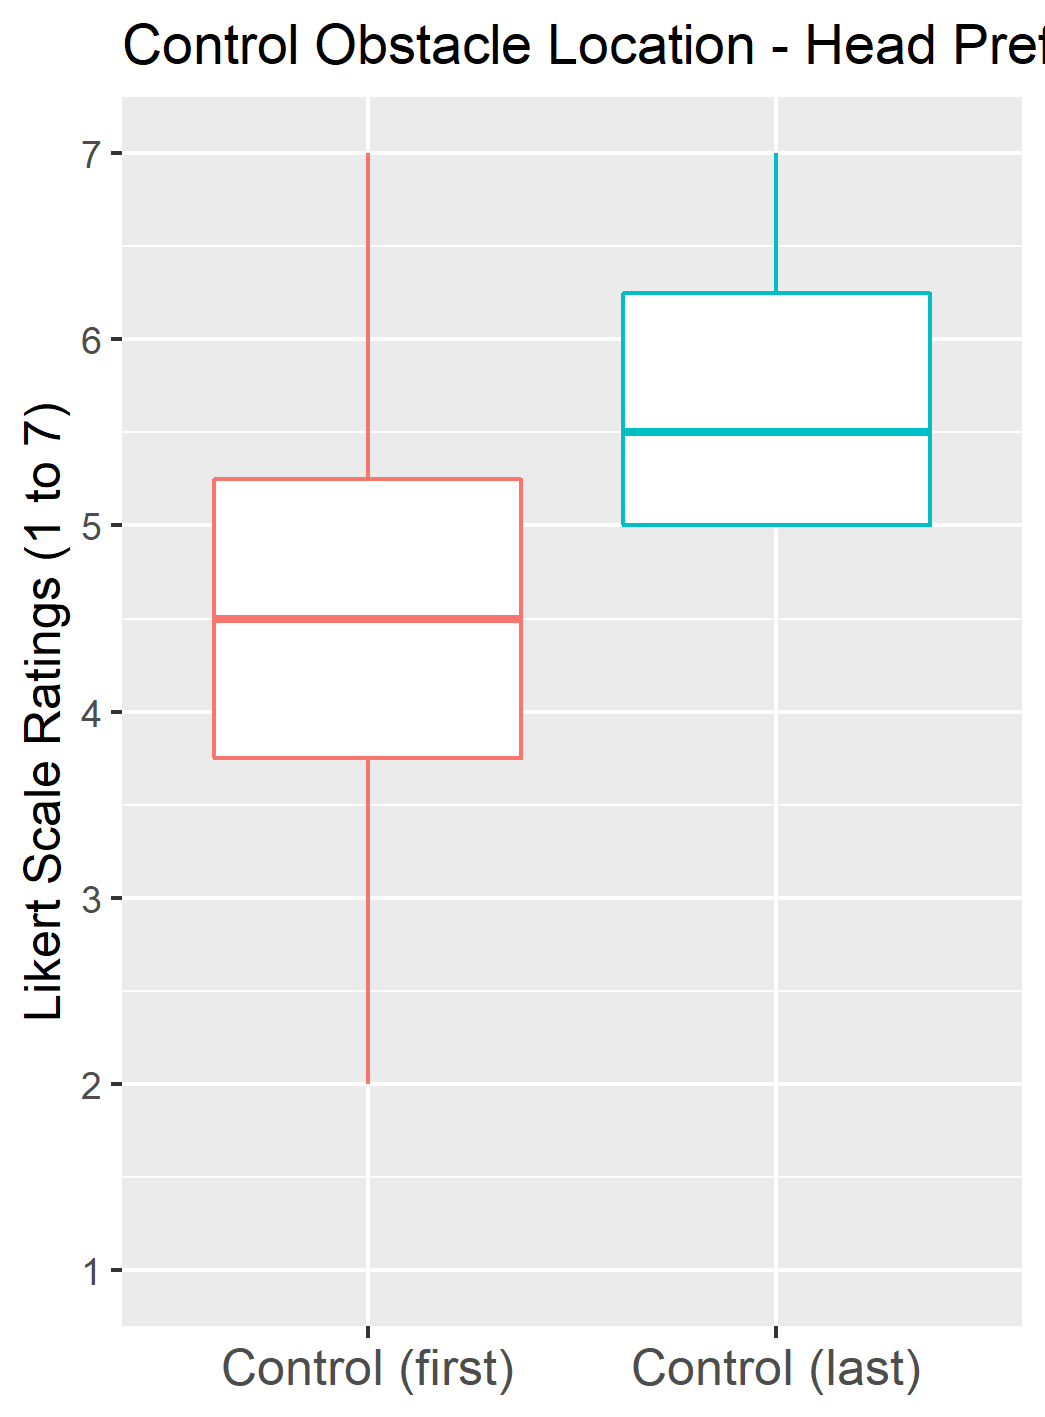 Control Obstacle Location - Head Pref
Likert Scale Ratings (1 to 7)
7
6
5
4
3
2
1
Control (first)
Control (last)